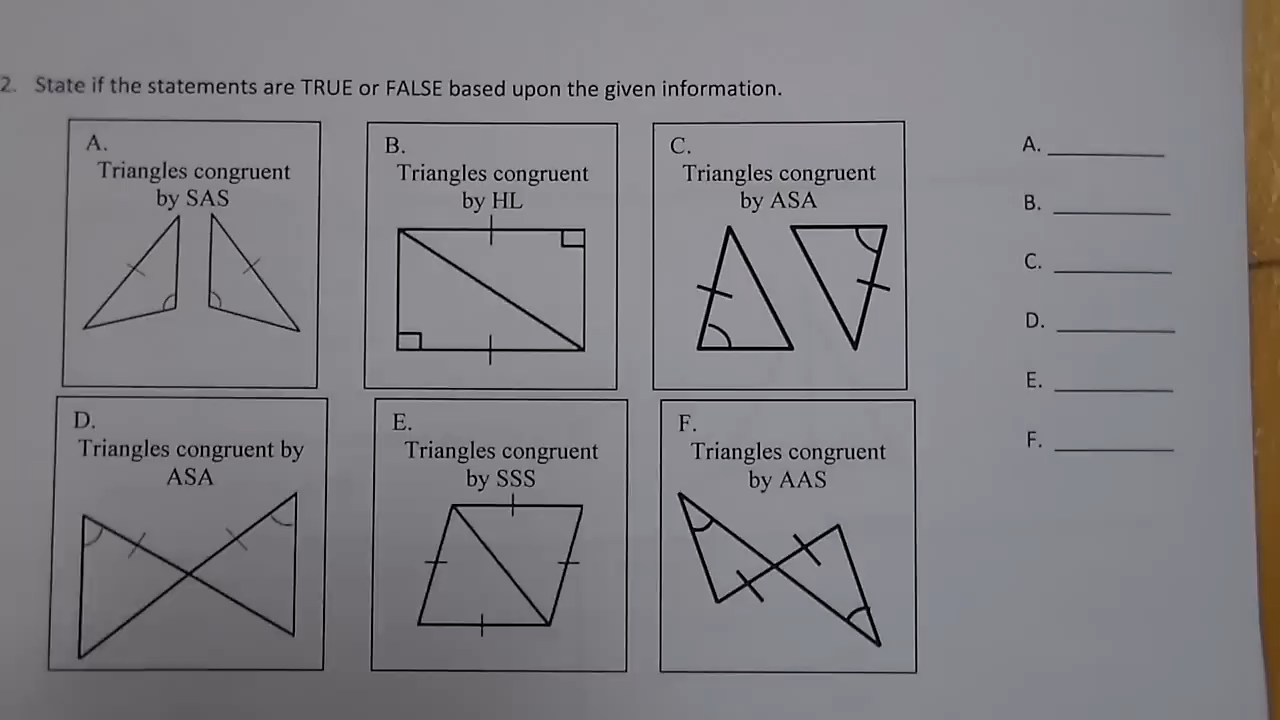 2. State if the statements are TRUE or FALSE based upon the given information.
A.
Triangles congruent
by SAS
B.
Triangles congruent
by HL
C.
Triangles congruent
by ASA
D.
Triangles congruent by
ASA
E.
Triangles congruent
by SSS
F.
Triangles congruent
by AAS
A.
B.
C.
D.
E.
F.